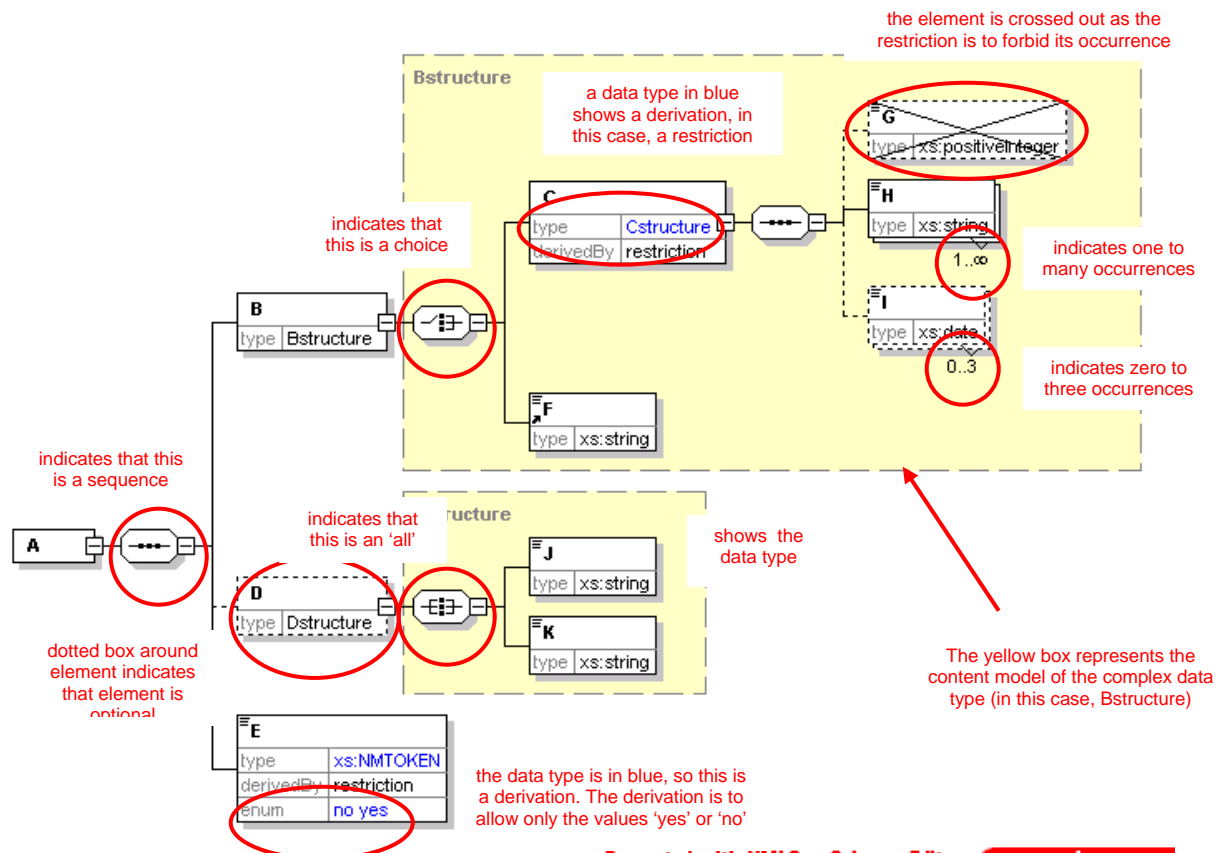 the element is crossed out as the
restriction is to forbid its occurrence
Bstructure
a data type in blue
shows a derivation, in
this case, a restriction
G
type xs:positiveInteger
C
type Cstructure
derivedBy restriction
H
type xs:string
1..∞
indicates one to
many occurrences
indicates that
this is a choice
I
type xs:date
0..3
indicates zero to
three occurrences
B
type Bstructure
F
type xs:string
indicates that this
is a sequence
A
indicates that
this is an ‘all’
ructure
shows the
data type
J
type xs:string
D
type Dstructure
K
type xs:string
dotted box around
element indicates
that element is
optional
The yellow box represents the
content model of the complex data
type (in this case, Bstructure)
E
type xs:NMTOKEN
derivedBy restriction
enum no yes
the data type is in blue, so this is
a derivation. The derivation is to
allow only the values ‘yes’ or ‘no’